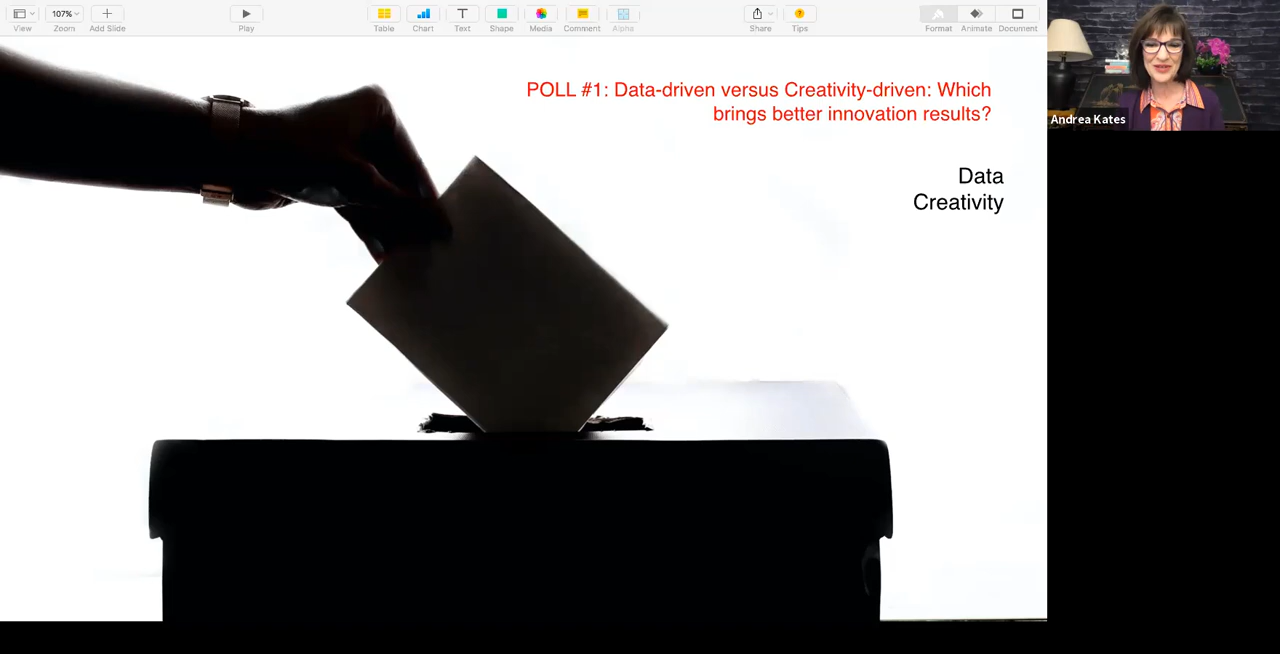 107%
View
Zoom
Add Slide
Play
Table
Chart
Text
Shape
Media
Comment
Alpha
Share
Tips
Format
Animate
Document
POLL #1: Data-driven versus Creativity-driven: Which
brings better innovation results?
Data
Creativity
Andrea Kates